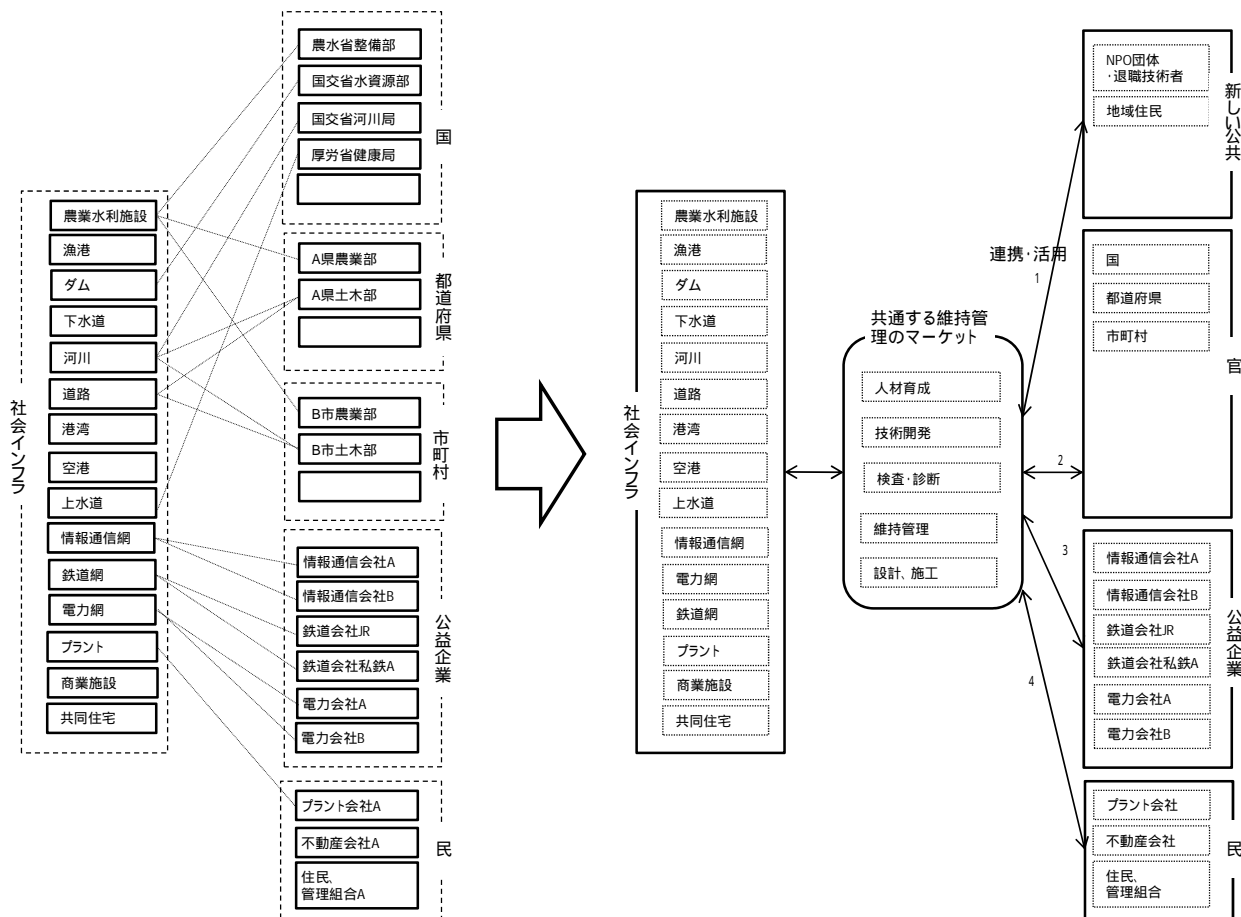 社会インフラ
農業水利施設
漁港
ダム
下水道
河川
道路
港湾
空港
上水道
情報通信網
鉄道網
電力網
プラント
商業施設
共同住宅
農水省整備部
国交省水資源部
国交省河川局
厚労省健康局
国
A県農業部
A県土木部
都道府県
B市農業部
B市土木部
市町村
情報通信会社A
情報通信会社B
鉄道会社JR
鉄道会社私鉄A
電力会社A
電力会社B
公益企業
プラント会社A
不動産会社A
住民、
管理組合A
民
社会インフラ
農業水利施設
漁港
ダム
下水道
河川
道路
港湾
空港
上水道
情報通信網
電力網
鉄道網
プラント
商業施設
共同住宅
共通する維持管
理のマーケット
人材育成
技術開発
検査・診断
維持管理
設計、施工
連携・活用
1
2
3
4
NPO団体
・退職技術者
地域住民
新しい公共
国
都道府県
市町村
官
情報通信会社A
情報通信会社B
鉄道会社JR
鉄道会社私鉄A
電力会社A
電力会社B
公益企業
プラント会社
不動産会社
住民、
管理組合
民